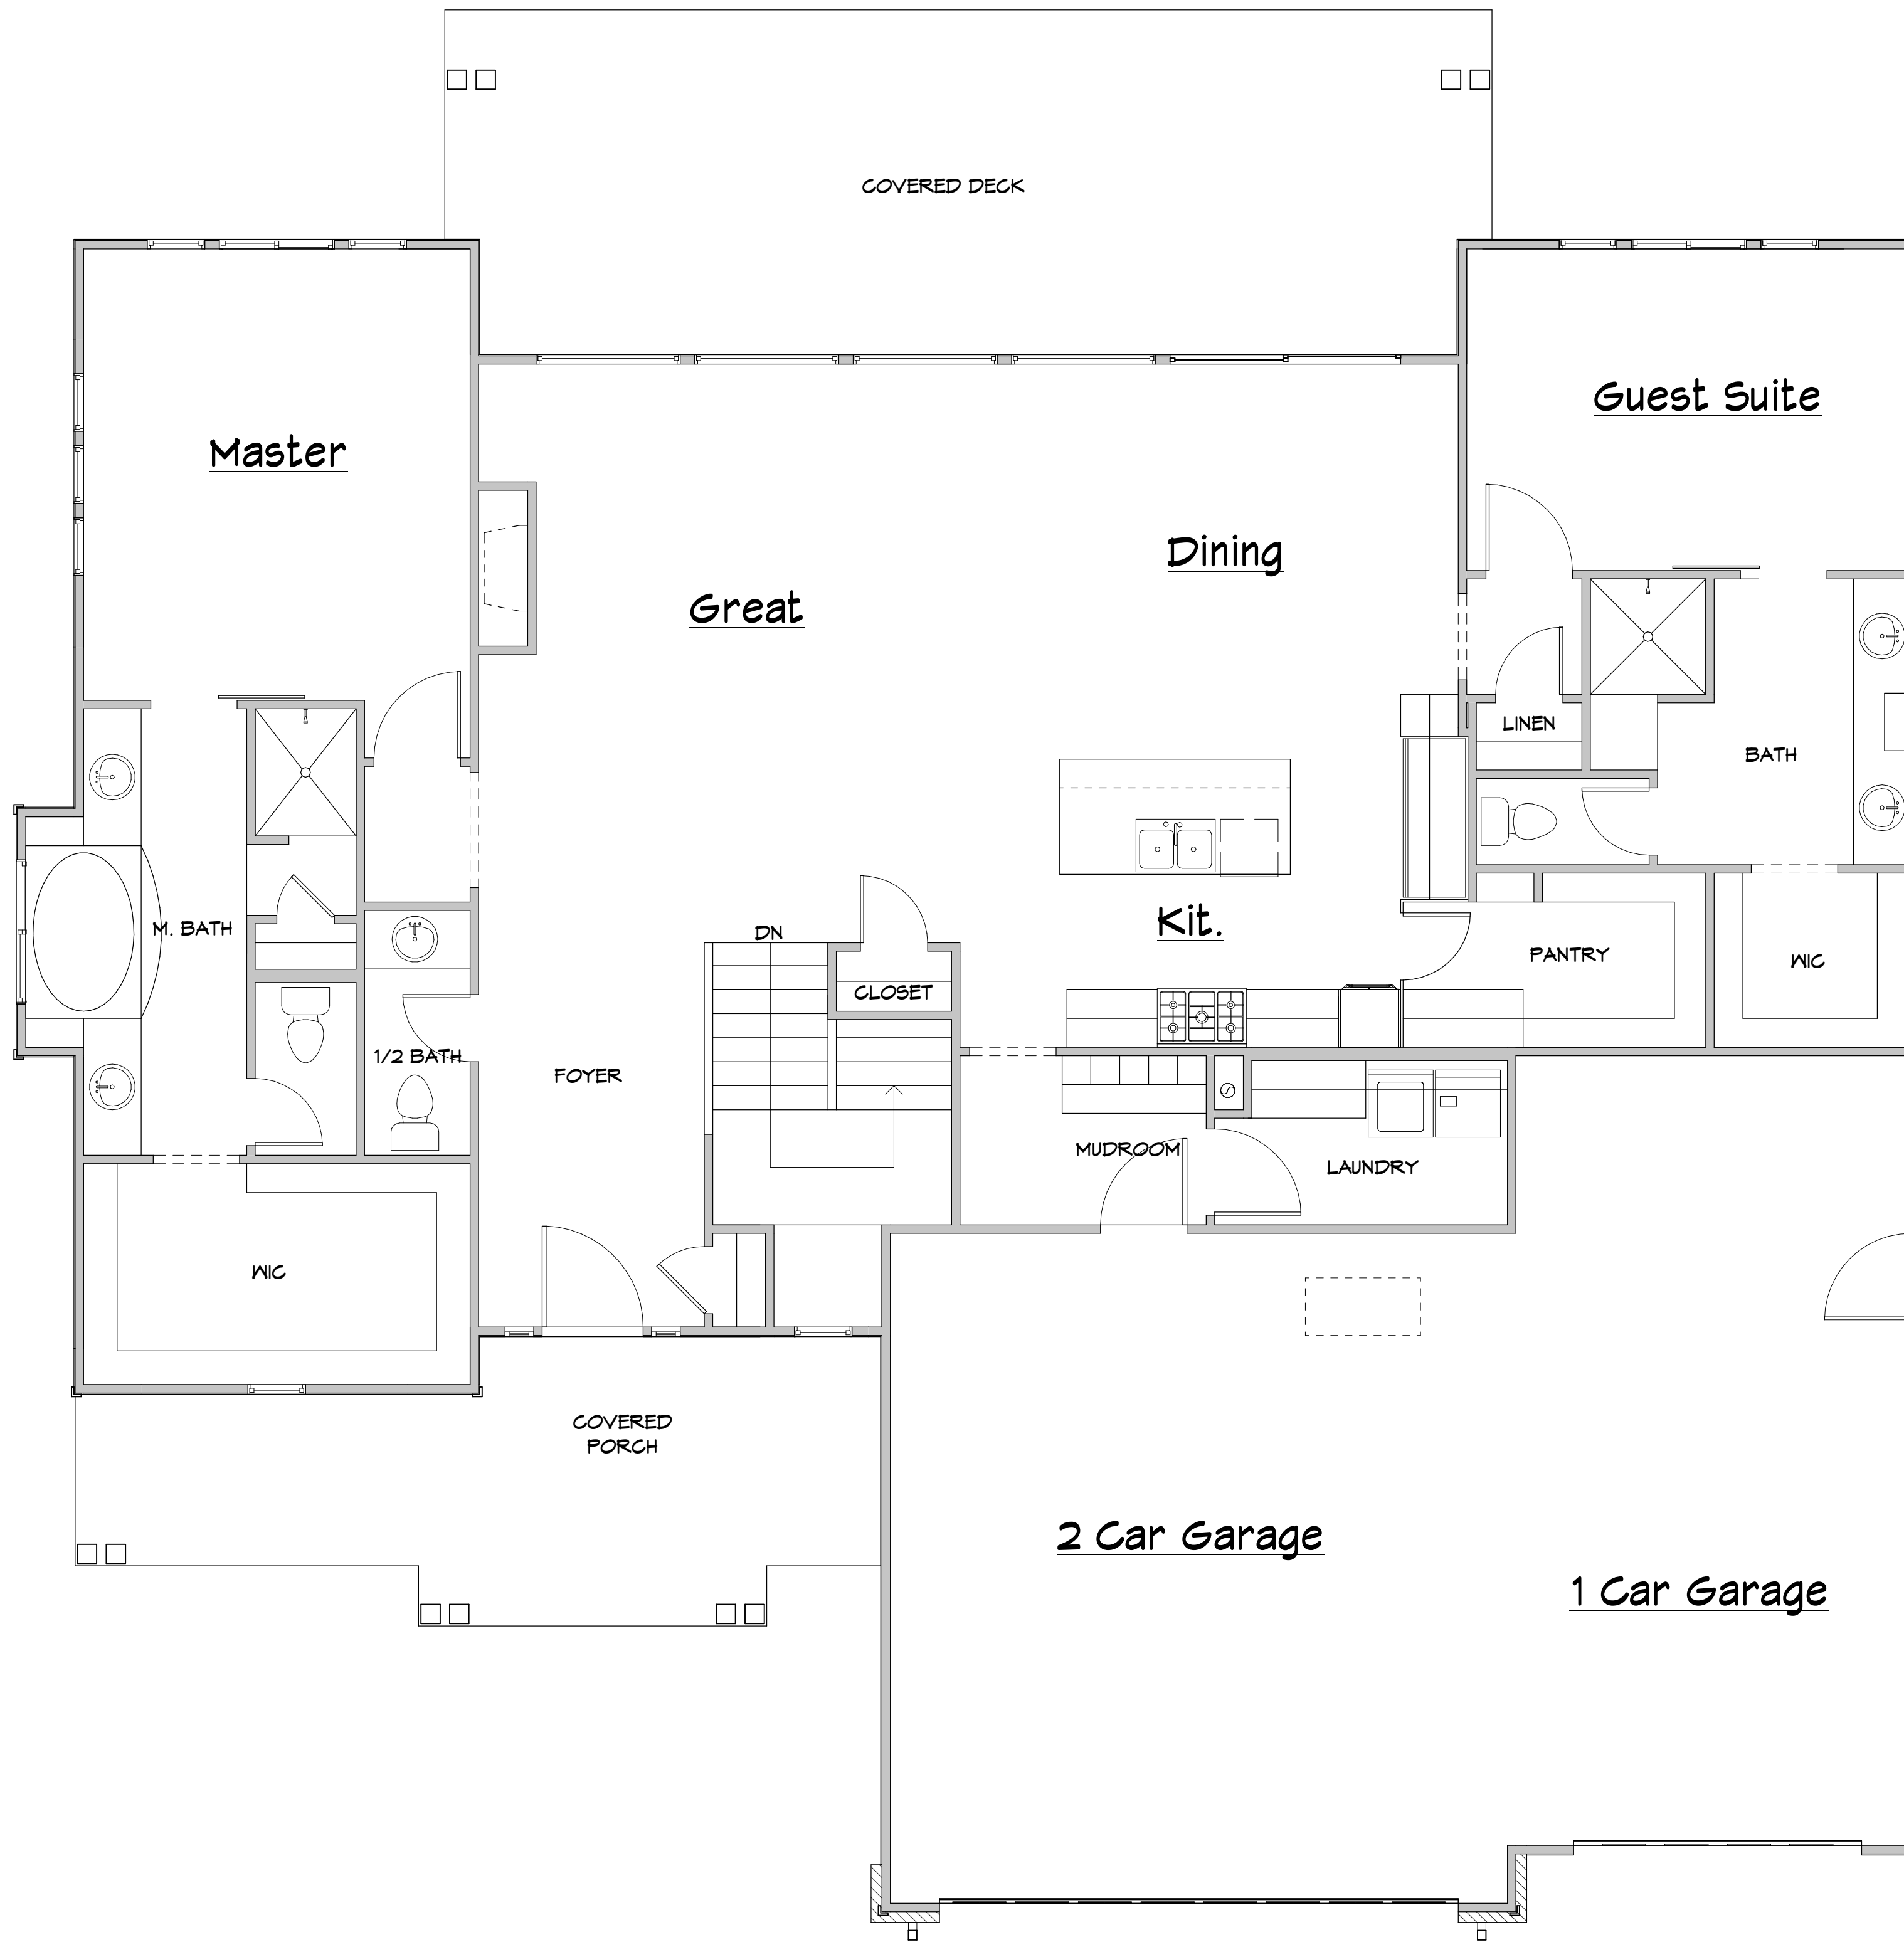 COVERED DECK
Guest Suite
Master
Dining
Great
LINEN
BATH
M. BATH
DN
Kit.
PANTRY
WIC
CLOSET
1/2 BATH
FOYER
MUDROOM
LAUNDRY
WIC
COVERED
PORCH
2 Car Garage
1 Car Garage